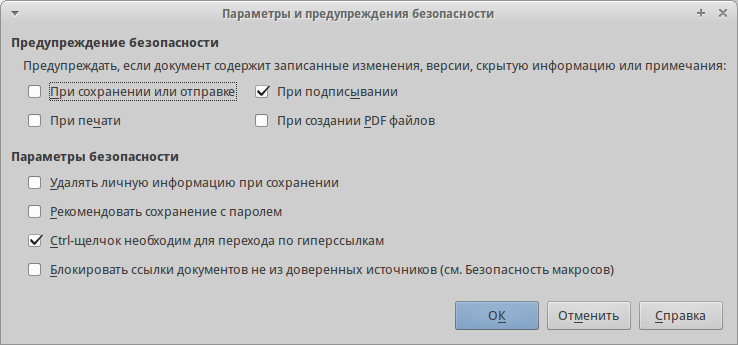 Параметры и предупреждения безопасности
Предупреждение безопасности
Предупреждать, если документ содержит записанные изменения, версии, скрытую информацию или примечания:
При сохранении или отправке
При подписывании
При печати
При создании PDF файлов
Параметры безопасности
Удалять личную информацию при сохранении
Рекомендовать сохранение с паролем
Ctrl-щелчок необходим для перехода по гиперссылкам
Блокировать ссылки документов не из доверенных источников (см. Безопасность макросов)
ОК
Отменить
Справка